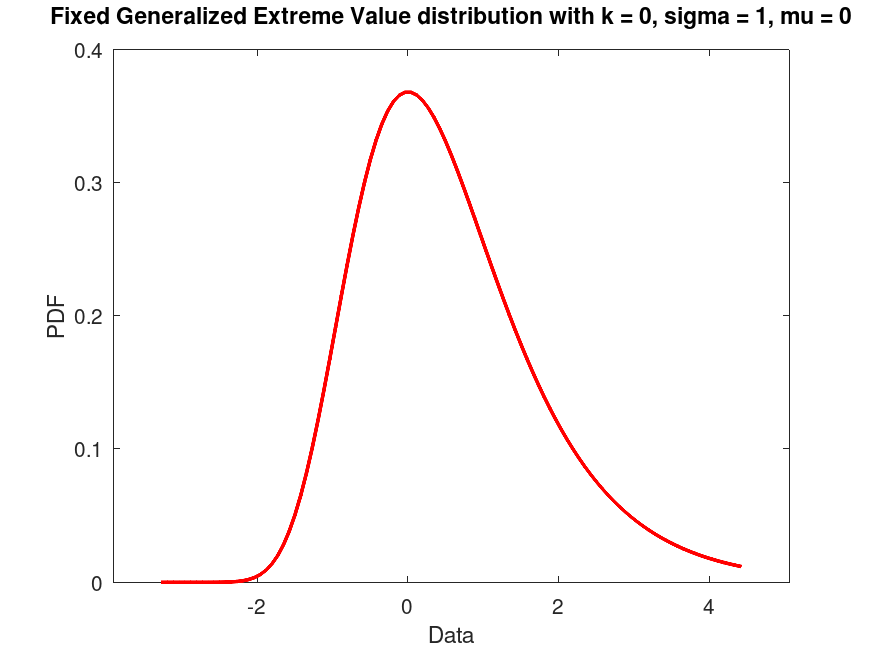 Fixed Generalized Extreme Value distribution with k = 0, sigma = 1, mu = 0
0.4
0.3
0.2
0.1
0
PDF
-2 0 2 4
Data